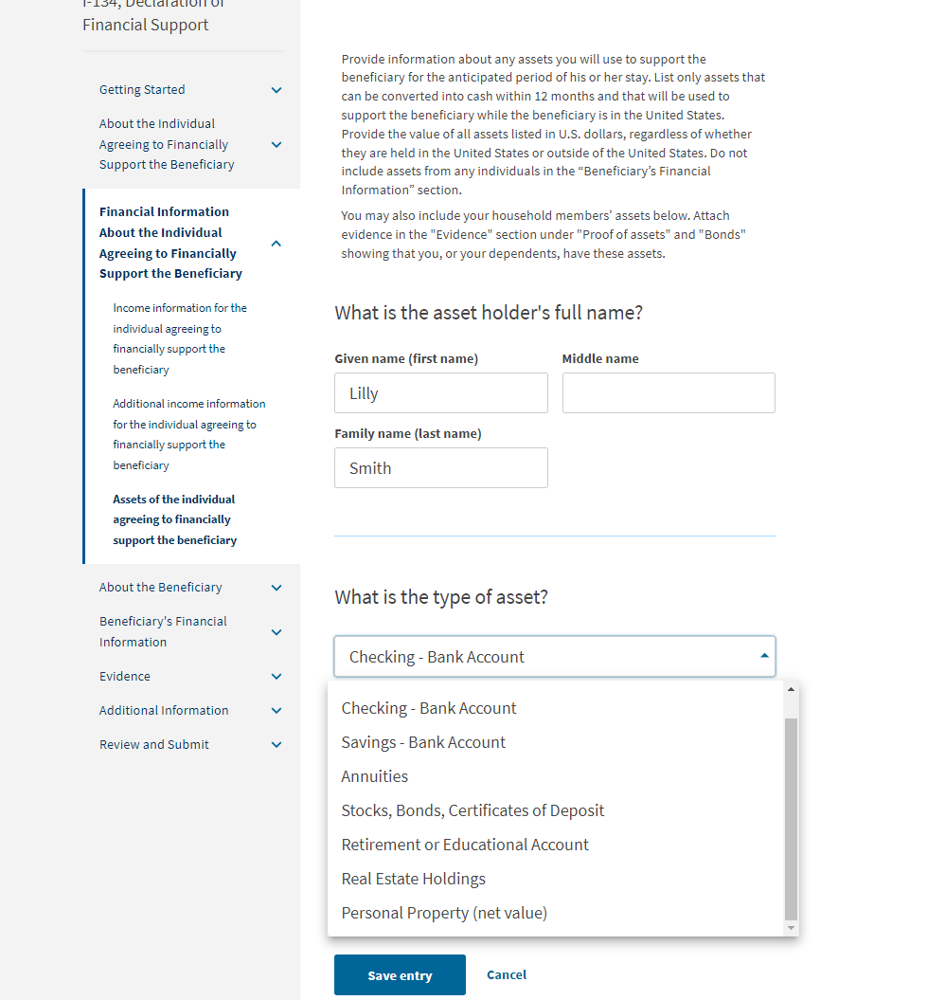 I-134, Declaration of
Financial Support
Getting Started
About the Individual
Agreeing to Financially
Support the Beneficiary
Financial Information
About the Individual
Agreeing to Financially
Support the Beneficiary
Income information for the
individual agreeing to
financially support the
beneficiary
Additional income information
for the individual agreeing to
financially support the
beneficiary
Assets of the individual
agreeing to financially
support the beneficiary
About the Beneficiary
Beneficiary's Financial
Information
Evidence
Additional Information
Review and Submit
Provide information about any assets you will use to support the
beneficiary for the anticipated period of his or her stay. List only assets that
can be converted into cash within 12 months and that will be used to
support the beneficiary while the beneficiary is in the United States.
Provide the value of all assets listed in U.S. dollars, regardless of whether
they are held in the United States or outside of the United States. Do not
include assets from any individuals in the “Beneficiary’s Financial
Information” section.
You may also include your household members’ assets below. Attach
evidence in the "Evidence" section under "Proof of assets" and "Bonds"
showing that you, or your dependents, have these assets.
What is the asset holder's full name?
Given name (first name)
Middle name
Lilly
Family name (last name)
Smith
What is the type of asset?
Checking - Bank Account
Checking - Bank Account
Savings - Bank Account
Annuities
Stocks, Bonds, Certificates of Deposit
Retirement or Educational Account
Real Estate Holdings
Personal Property (net value)
Save entry
Cancel